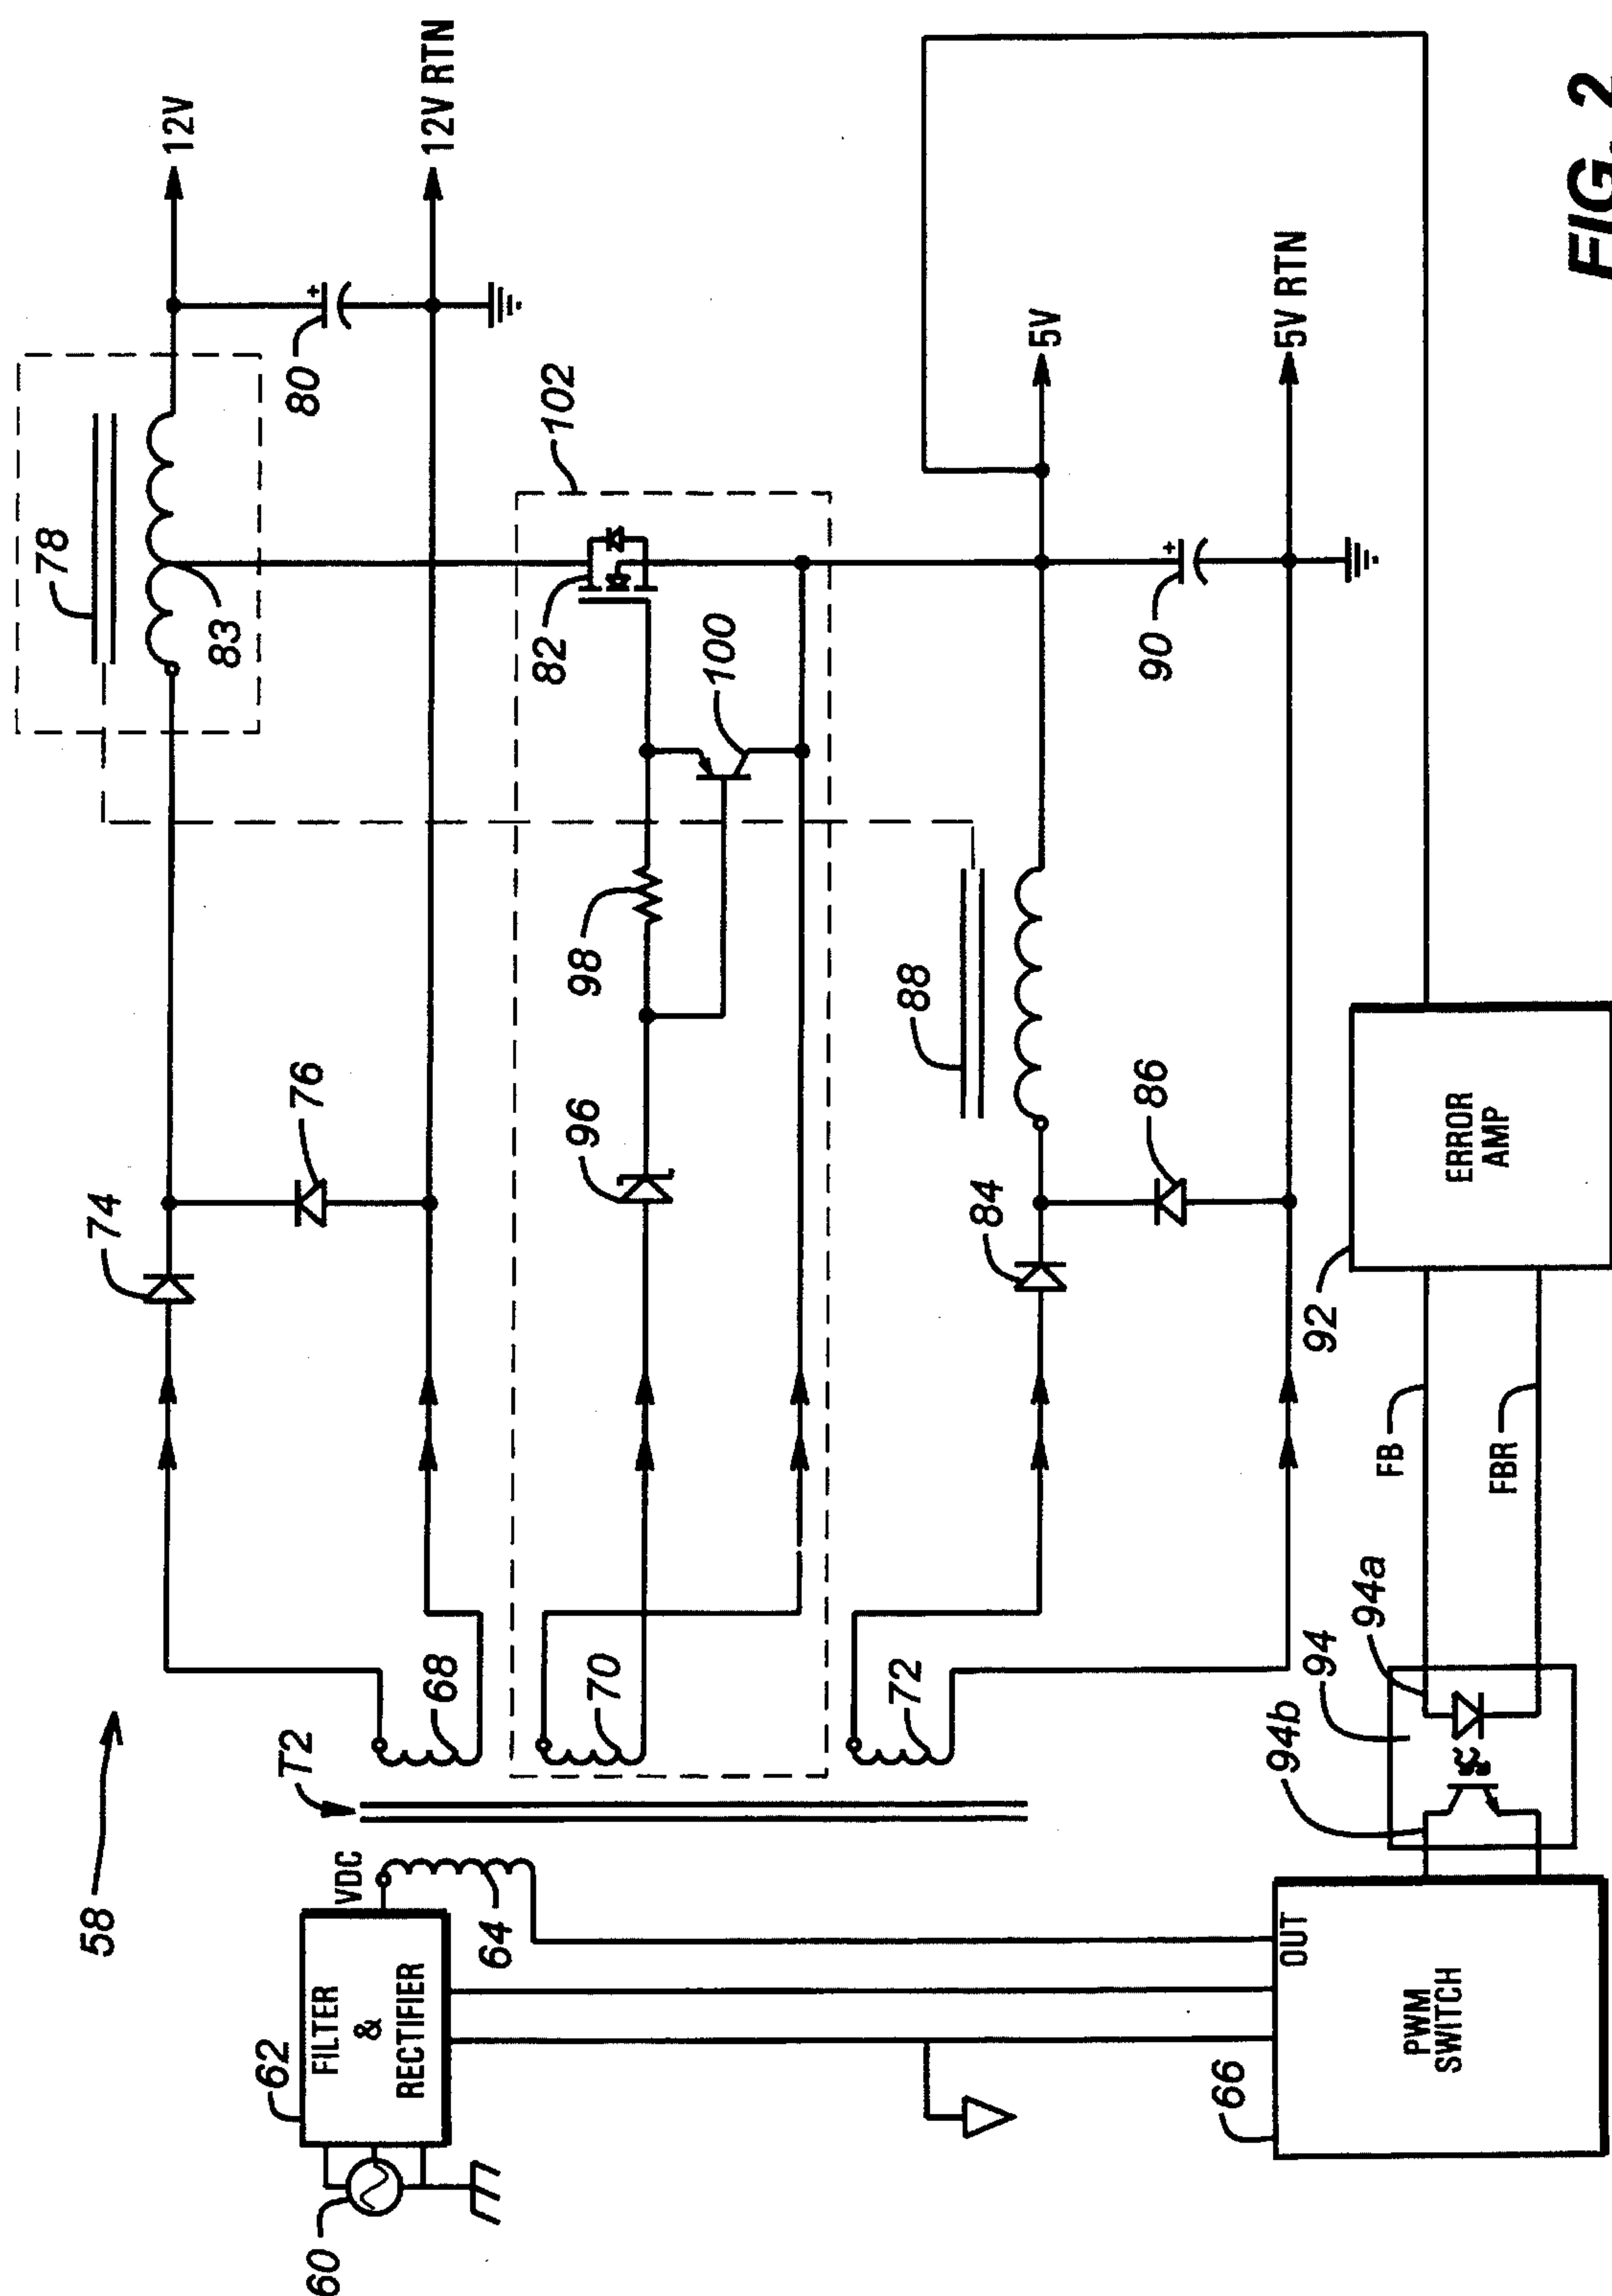 58
12V
12V RTN
78
83
80
74
76
68
T2
VDC
64
62
FILTER
&
RECTIFIER
60
102
82
100
98
96
70
5V
5V RTN
90
88
84
86
72
66
OUT
PWM
SWITCH
94
94a
94b
FB
FBR
92
ERROR
AMP
FIG. 2